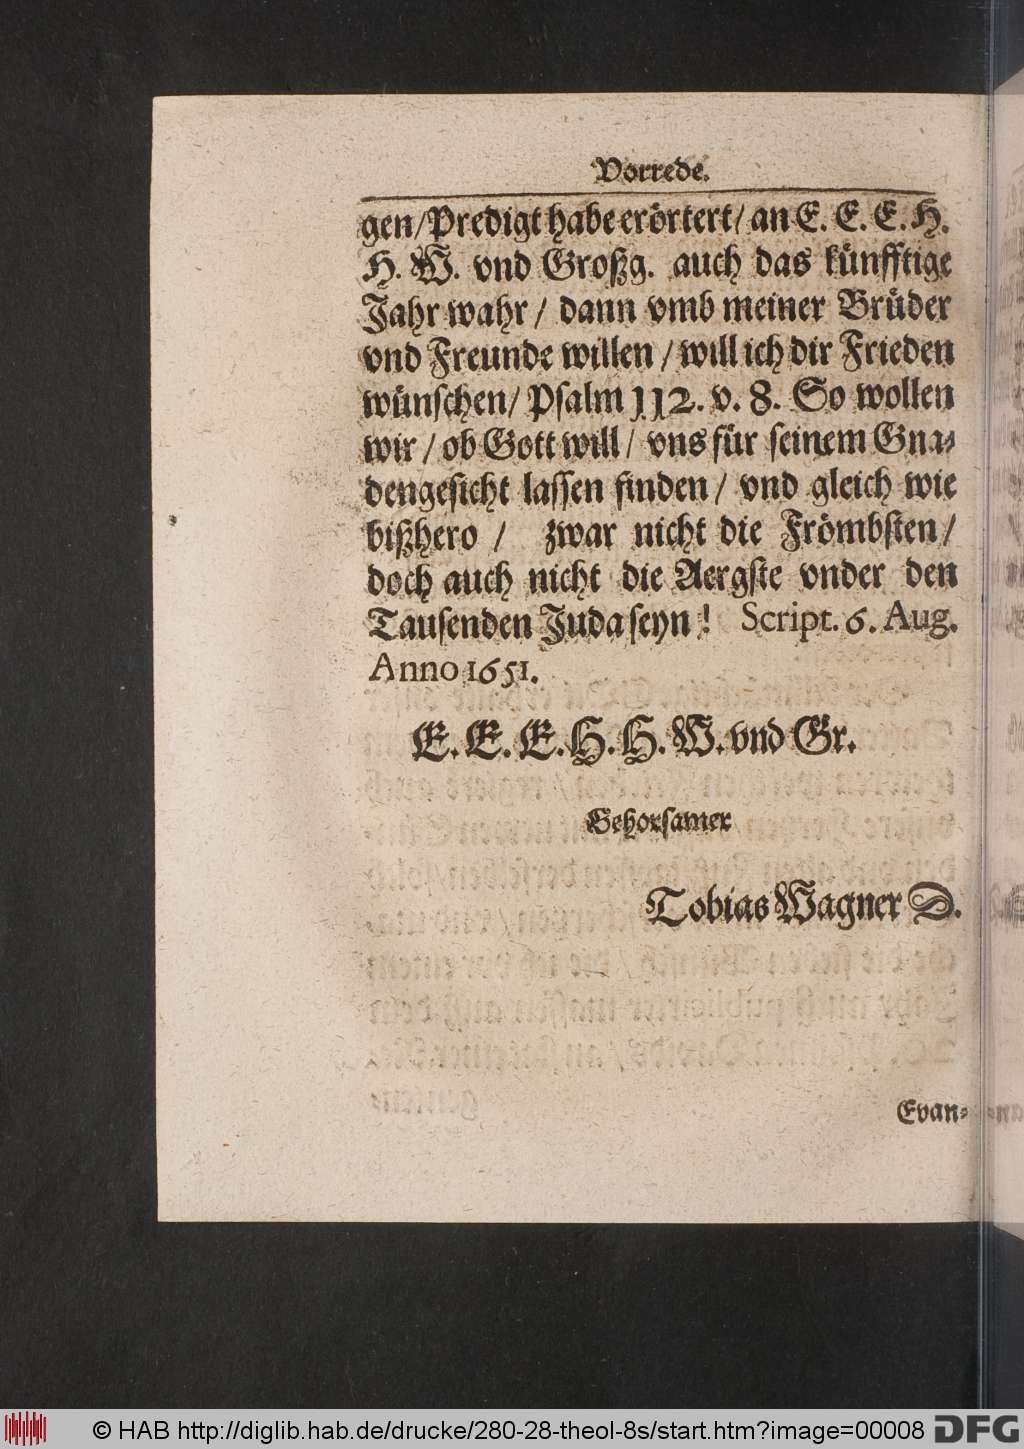 Vorrede.
gen/Predigt habe erörtert/ an E. E. E. H.
H. W. vnd Großg. auch das künfftige
Jahr wahr / dann vmb meiner Brüder
vnd Freunde willen / will ich dir Frieden
wünschen/ Psalm 112. v. 8. So wollen
wir / ob Gott will / vns für seinem Gna-
dengesicht lassen finden / vnd gleich wie
bißhero / zwar nicht die Frömbsten /
doch auch nicht die Aergste vnder den
Tausenden Juda seyn! Script. 6. Aug.
Anno 1651.
E. E. E. H. H. W. vnd Gr.
Gehorsamer
Tobias Wagner D.
Evan-
© HAB http://diglib.hab.de/drucke/280-28-theol-8s/start.htm?image=00008
DFG